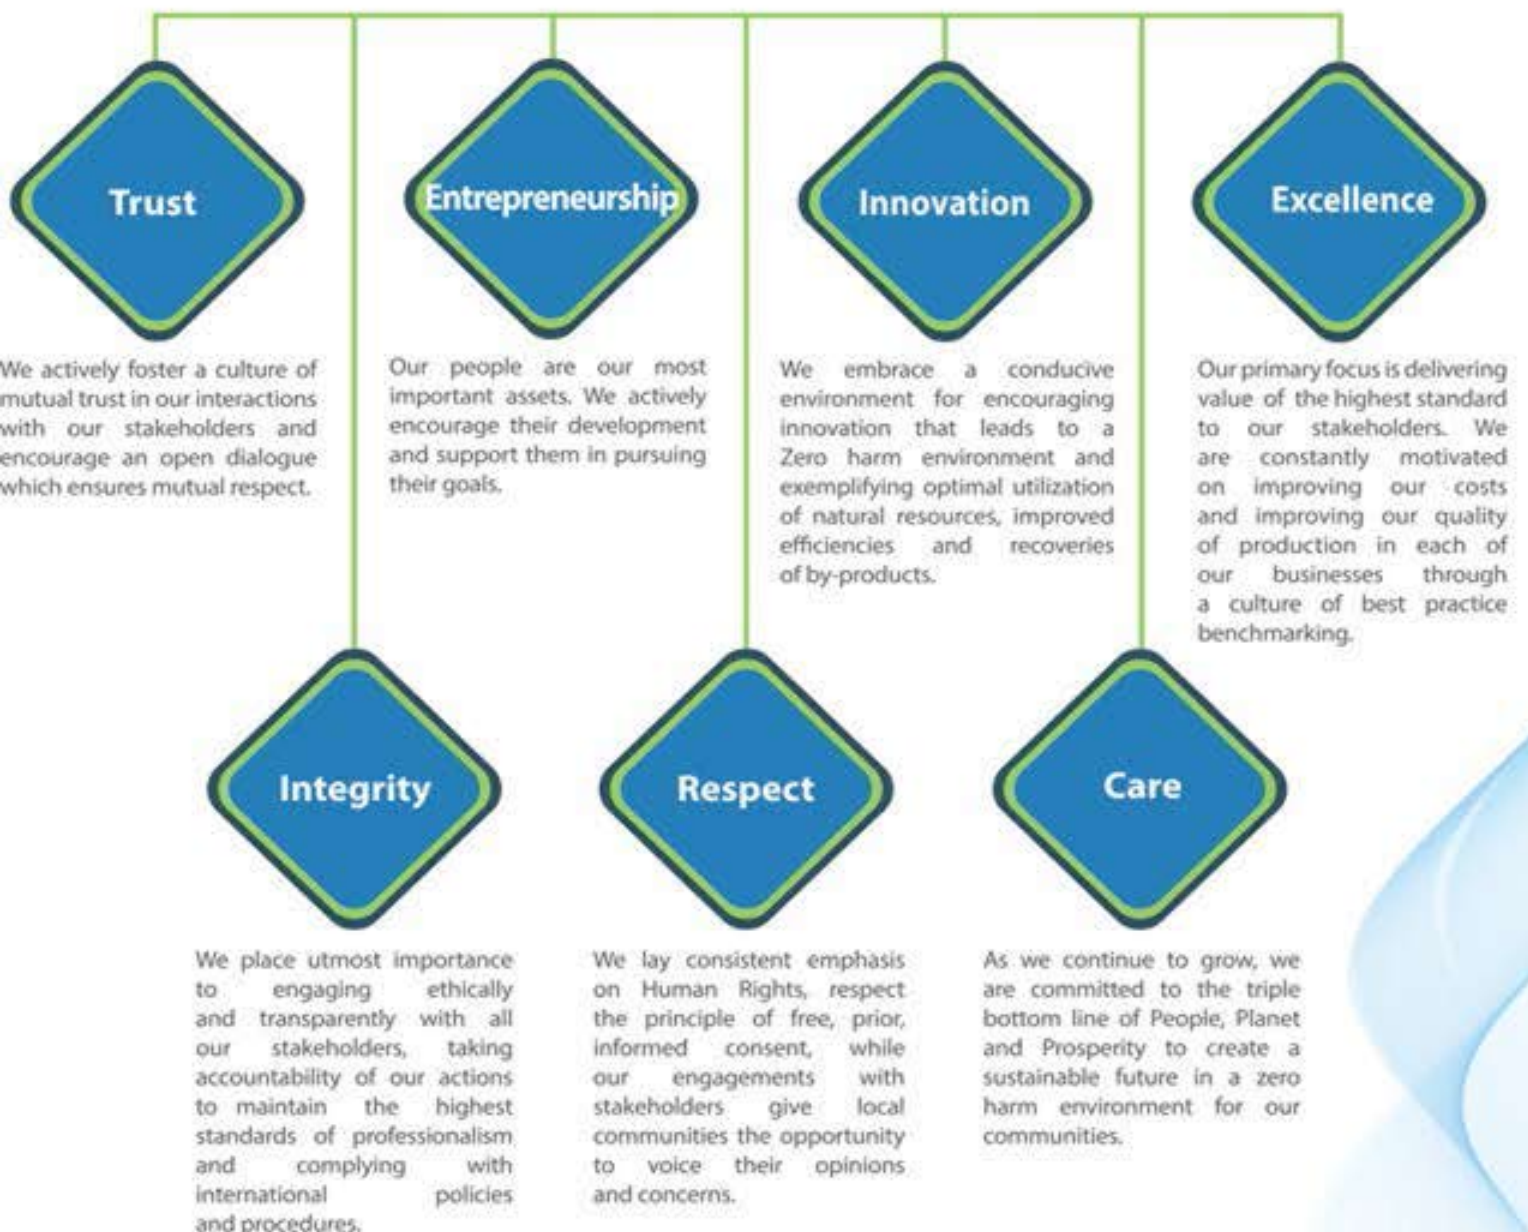 Trust
We actively foster a culture of
mutual trust in our interactions
with our stakeholders and
encourage an open dialogue
which ensures mutual respect.
Entrepreneurship
Our people are our most
important assets. We actively
encourage their development
and support them in pursuing
their goals.
Innovation
We embrace a conducive
environment for encouraging
innovation that leads to a
Zero harm environment and
exemplifying optimal utilization
of natural resources, improved
efficiencies and recoveries
of by-products.
Excellence
Our primary focus is delivering
value of the highest standard
to our stakeholders. We
are constantly motivated
on improving our costs
and improving our quality
of production in each of
our businesses through
a culture of best practice
benchmarking.
Integrity
We place utmost importance
to engaging ethically
and transparently with all
our stakeholders, taking
accountability of our actions
to maintain the highest
standards of professionalism
and complying with
international policies
and procedures.
Respect
We lay consistent emphasis
on Human Rights, respect
the principle of free, prior,
informed consent, while
our engagements with
stakeholders give local
communities the opportunity
to voice their opinions
and concerns.
Care
As we continue to grow, we
are committed to the triple
bottom line of People, Planet
and Prosperity to create a
sustainable future in a zero
harm environment for our
communities.